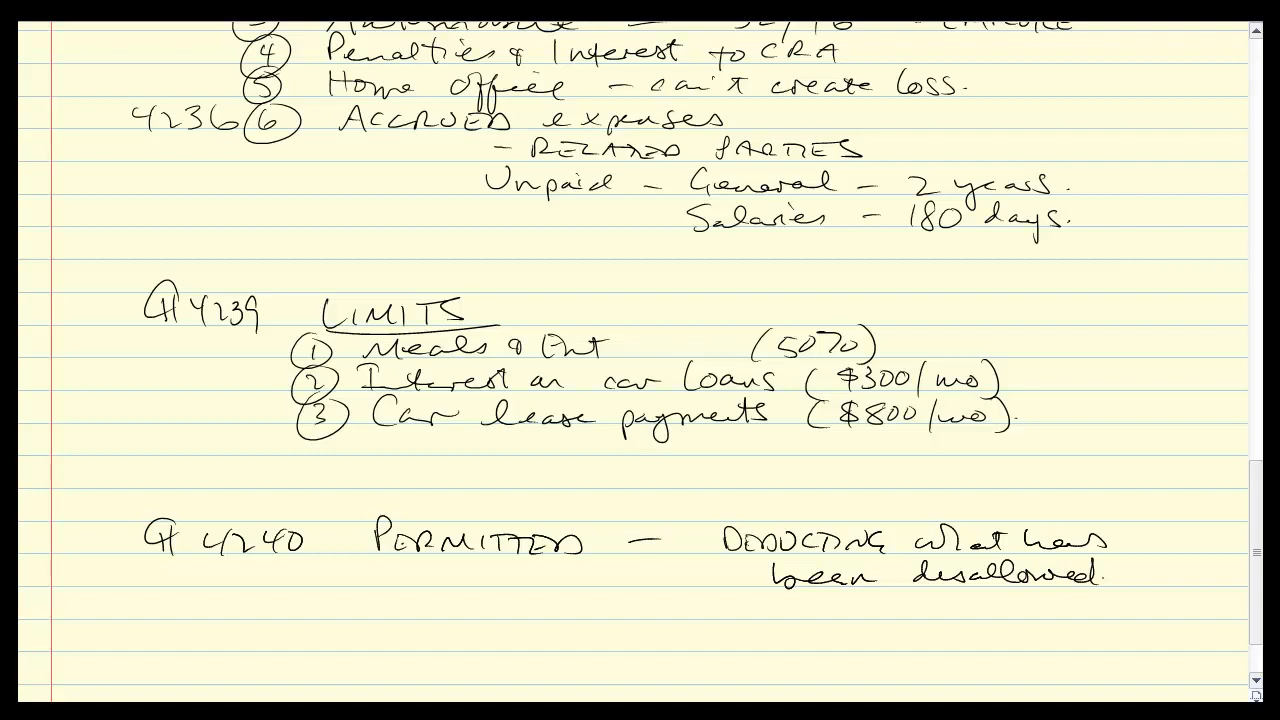 ④ Penalties & Interest to CRA
⑤ Home office - can't create loss.
4236 ⑥ ACCRUED expenses
- RELATED PARTIES
Unpaid - General - 2 years.
Salaries - 180 days.
4239 LIMITS
① Meals & Ent (50%)
② Interest on car loans ($300/mo)
③ Car lease payments ($800/mo).
4240 PERMITTED - DEDUCTING what has
been disallowed.